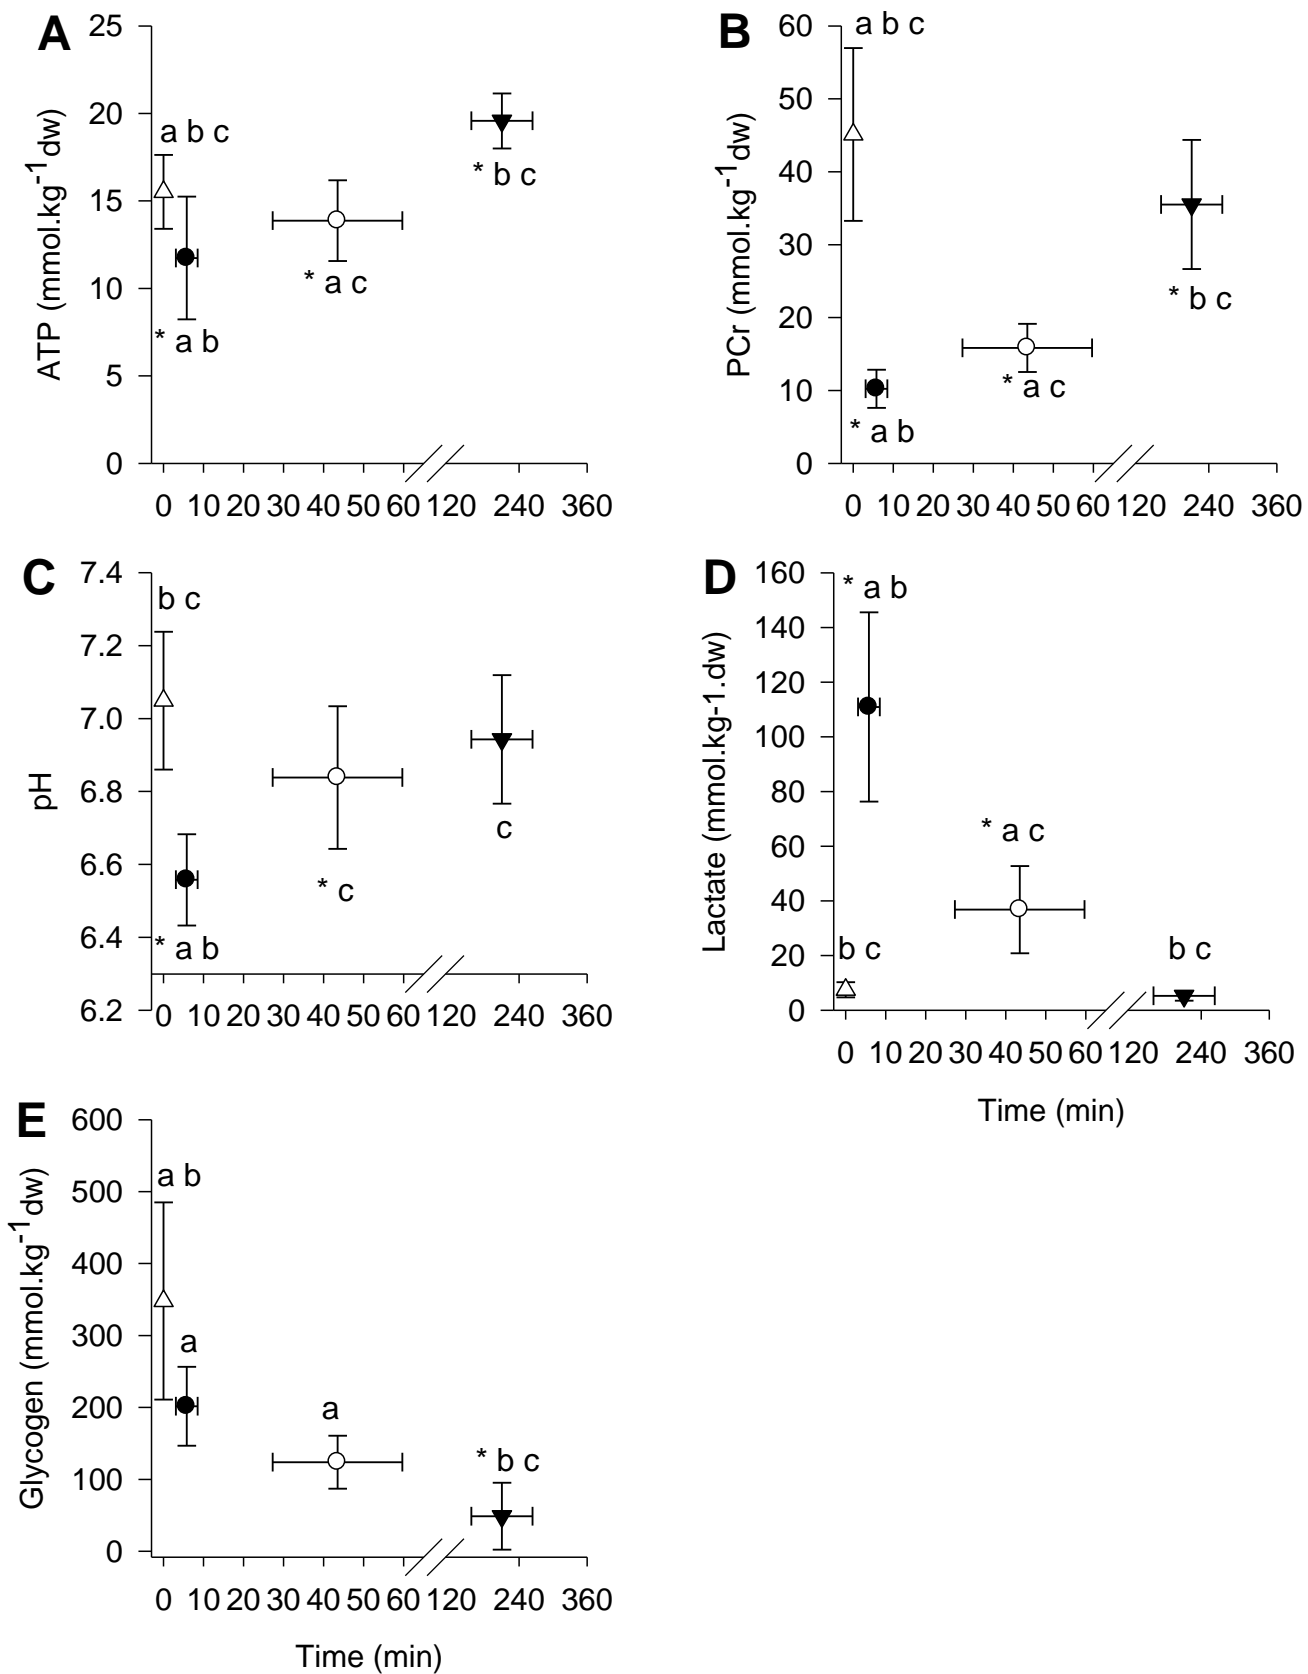 A
25
20
15
10
5
0
ATP (mmol.kg-1dw)
a b c
* a b
* a c
* b c
0 10 20 30 40 50 60 120 240 360
B
60
50
40
30
20
10
0
PCr (mmol.kg-1dw)
a b c
* a b
* a c
* b c
0 10 20 30 40 50 60 120 240 360
C
7.4
7.2
7.0
6.8
6.6
6.4
6.2
pH
b c
* a b
* c
c
0 10 20 30 40 50 60 120 240 360
D
160
140
120
100
80
60
40
20
0
Lactate (mmol.kg-1.dw)
* a b
* a c
b c
b c
0 10 20 30 40 50 60 120 240 360
Time (min)
E
600
500
400
300
200
100
0
Glycogen (mmol.kg-1dw)
a b
a
a
* b c
0 10 20 30 40 50 60 120 240 360
Time (min)